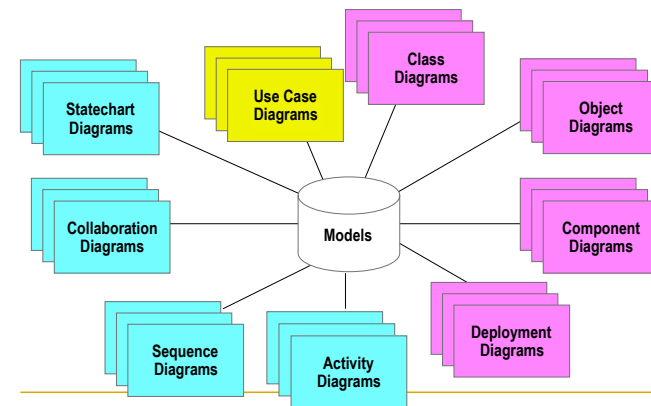 Class
Diagrams
Use Case
Diagrams
Statechart
Diagrams
Object
Diagrams
Collaboration
Diagrams
Models
Component
Diagrams
Sequence
Diagrams
Activity
Diagrams
Deployment
Diagrams